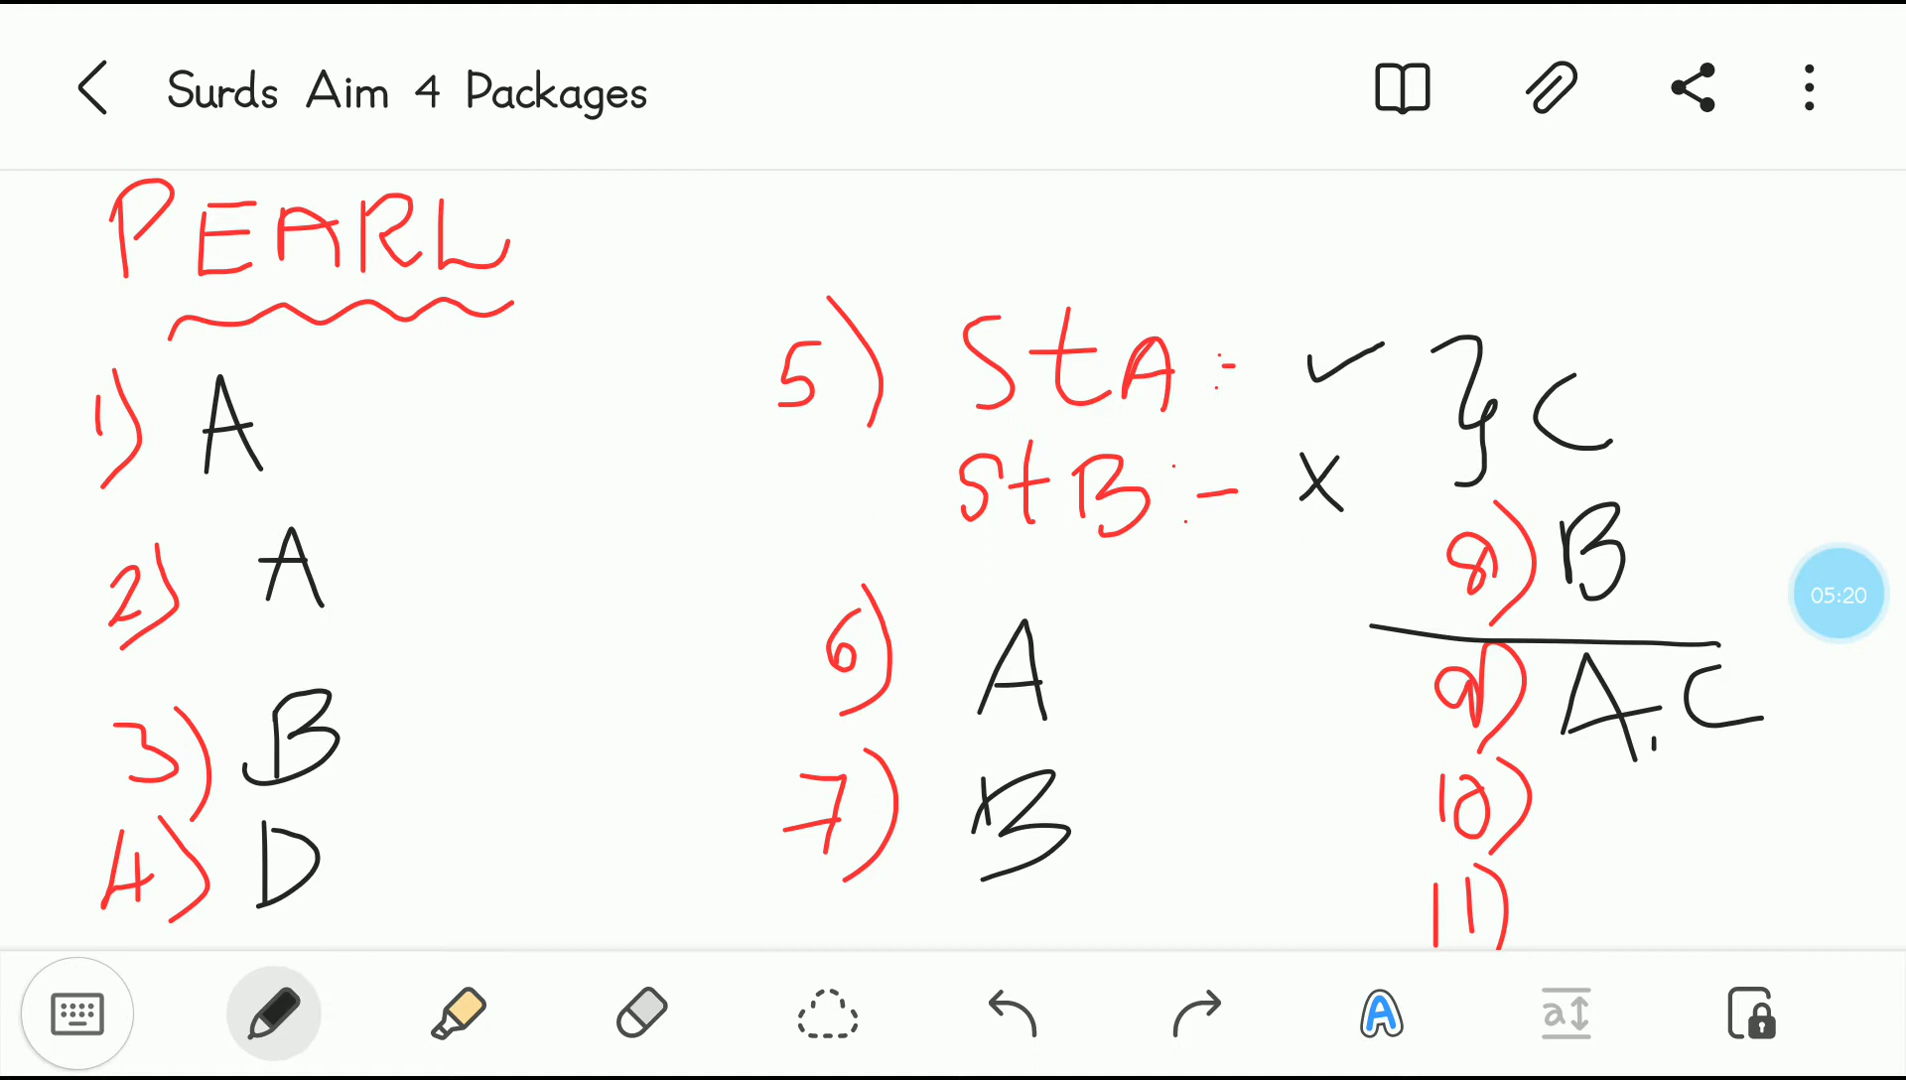 Surds Aim 4 Packages
PEARL
1) A
2) A
3) B
4) D
5) StA :- ✓ } C
StB :- x
6) A
7) B
8) B
9) A, C
10)
11)
05:20
A
a